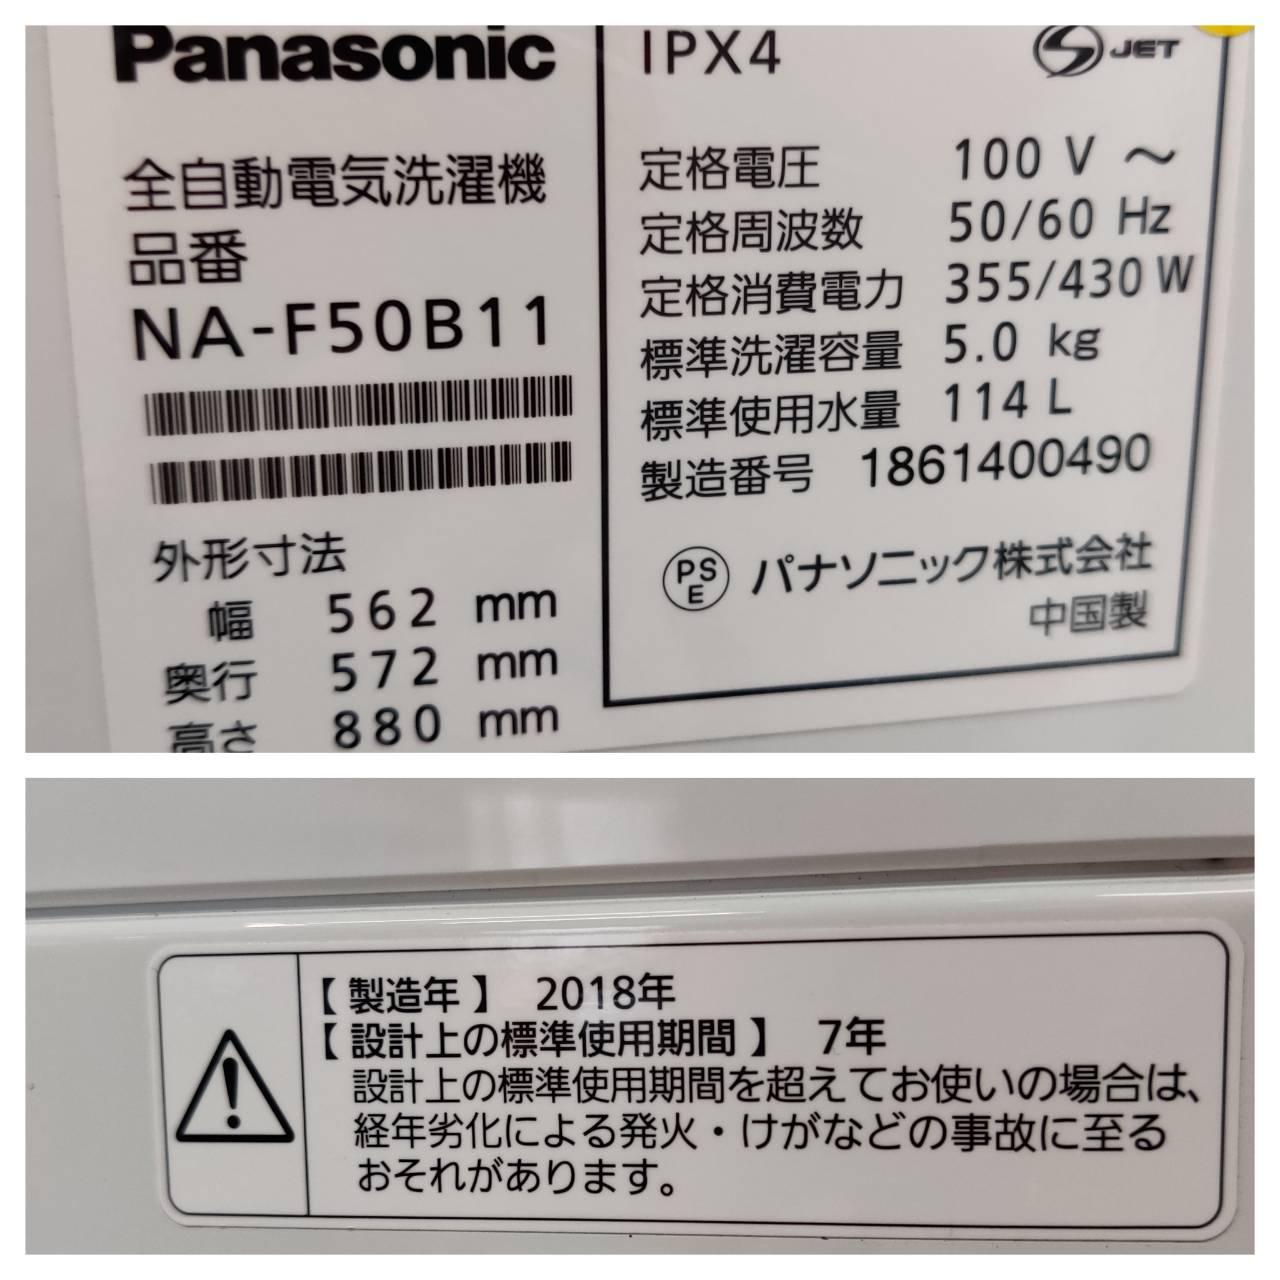 Panasonic
全自動電気洗濯機
品番
NA-F50B11
外形寸法
幅 562 mm
奥行 572 mm
高さ 880 mm
IPX4
S JET
定格電圧 100 V ～
定格周波数 50/60 Hz
定格消費電力 355/430 W
標準洗濯容量 5.0 kg
標準使用水量 114 L
製造番号 1861400490
PS
E
パナソニック株式会社
中国製
【製造年】 2018年
【設計上の標準使用期間】 7年
設計上の標準使用期間を超えてお使いの場合は、
経年劣化による発火・けがなどの事故に至る
おそれがあります。